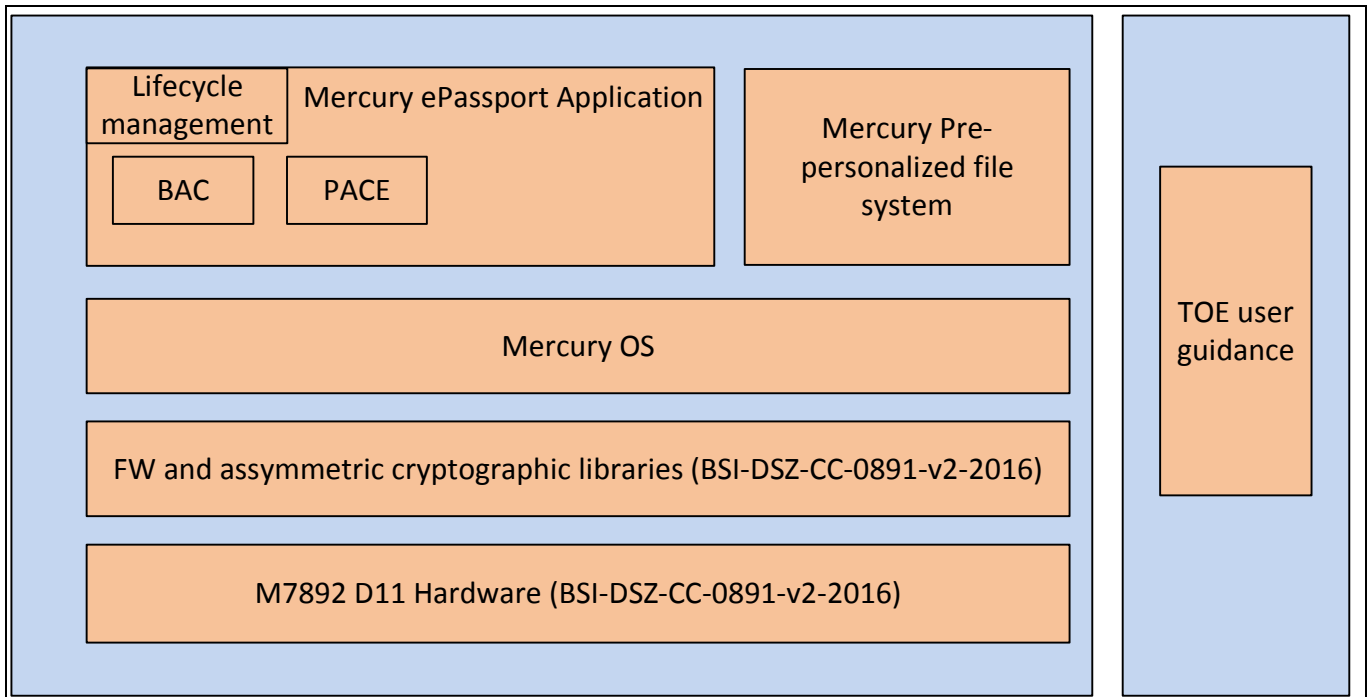 Lifecycle
management
Mercury ePassport Application
BAC
PACE
Mercury Pre-
personalized file
system
Mercury OS
FW and assymmetric cryptographic libraries (BSI-DSZ-CC-0891-v2-2016)
M7892 D11 Hardware (BSI-DSZ-CC-0891-v2-2016)
TOE user
guidance